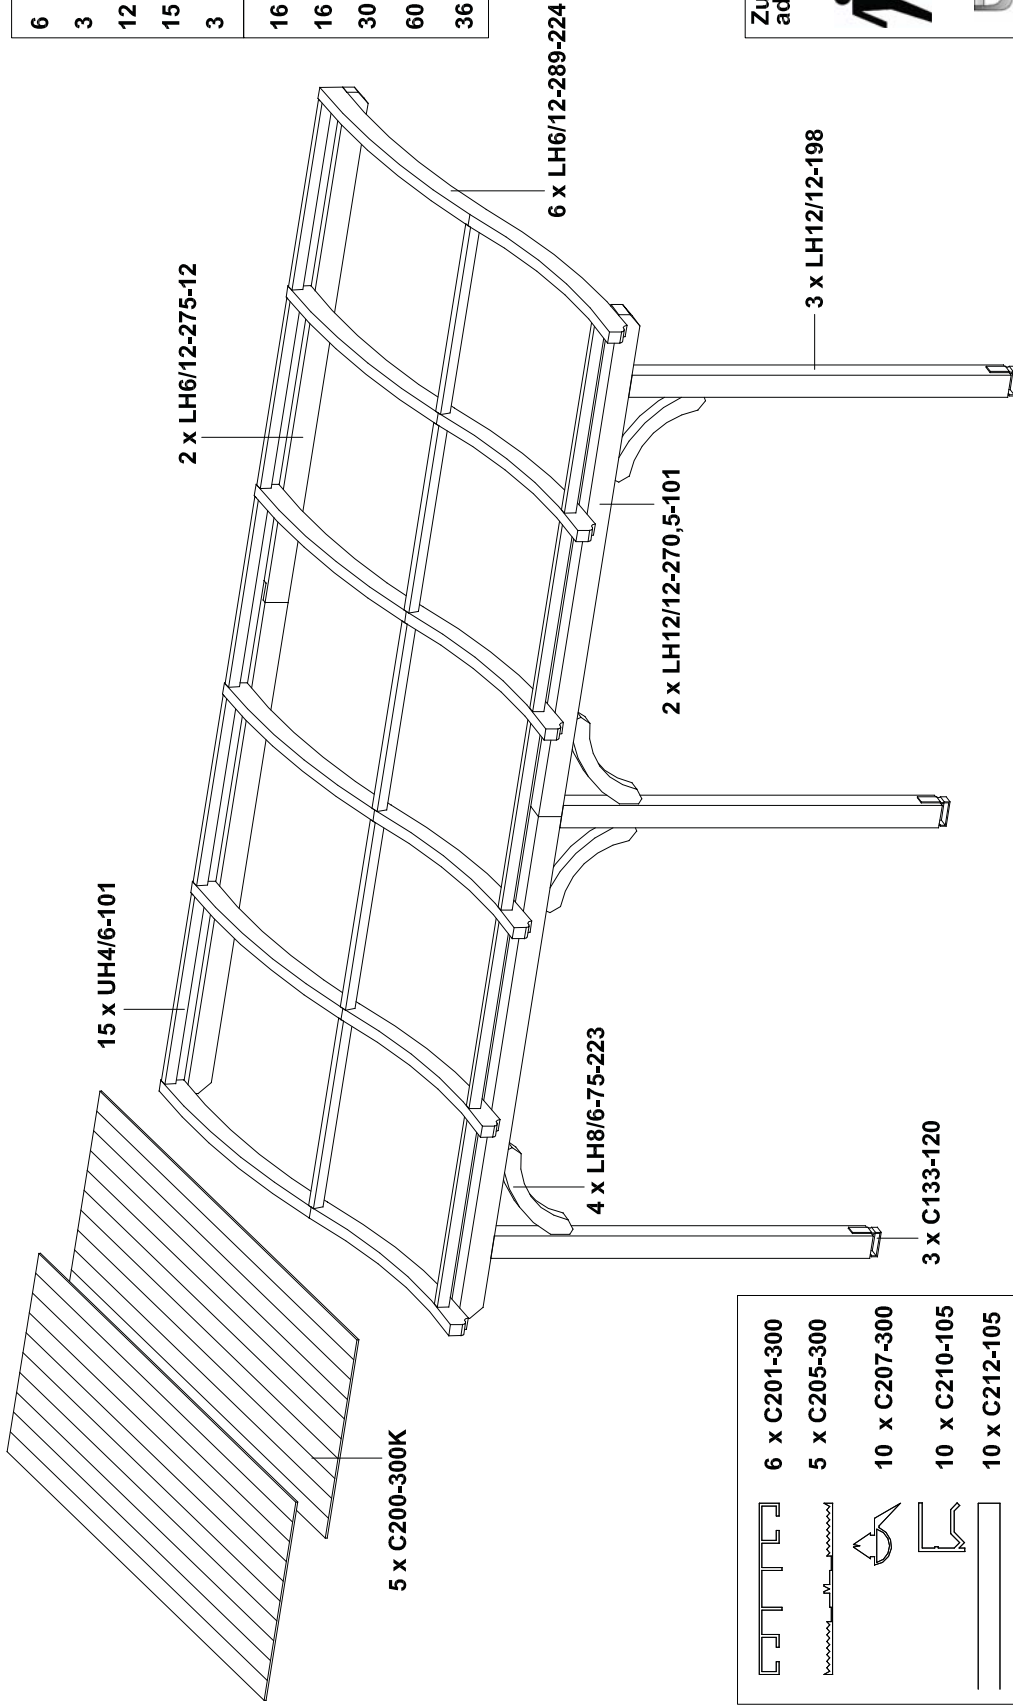 6
3
12
15
3
16
16
30
60
36
Zu
ad
6 x LH6/12-289-224
2 x LH6/12-275-12
3 x LH12/12-198
2 x LH12/12-270,5-101
15 x UH4/6-101
4 x LH8/6-75-223
3 x C133-120
5 x C200-300K
6 x C201-300
5 x C205-300
10 x C207-300
10 x C210-105
10 x C212-105